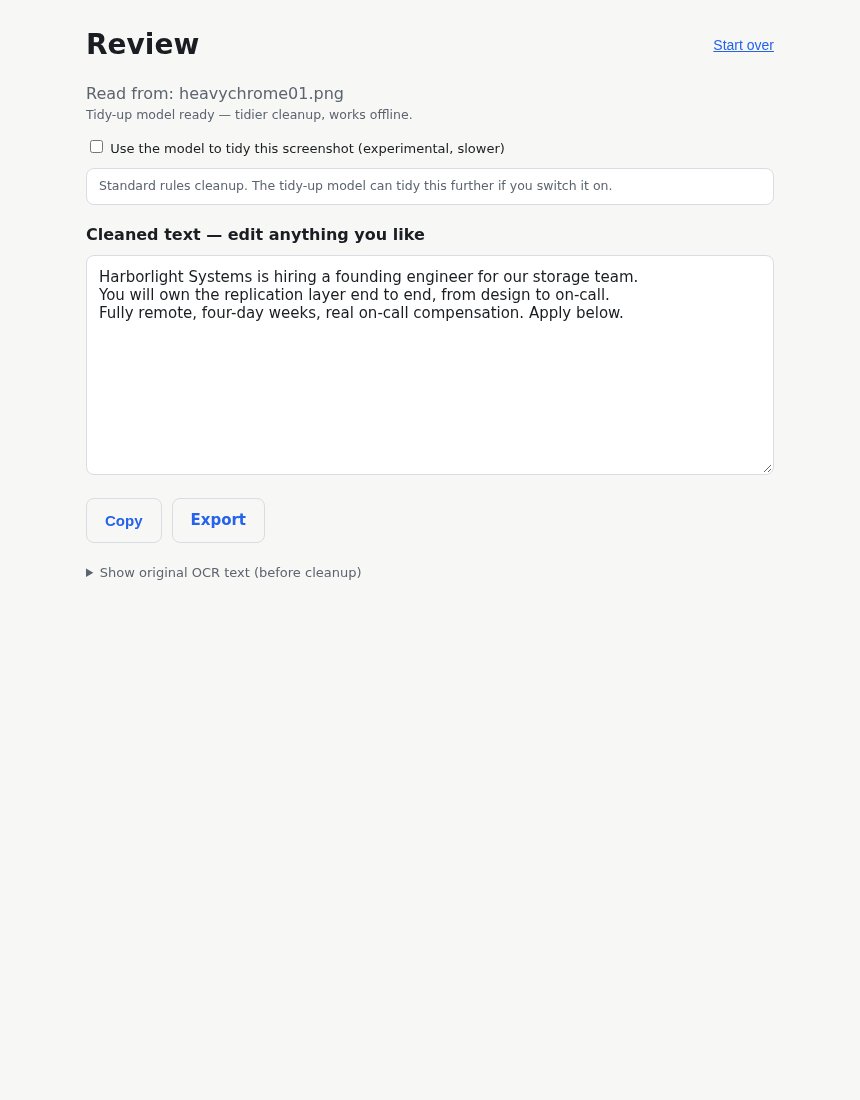 Review
Start over
Read from: heavychrome01.png
Tidy-up model ready — tidier cleanup, works offline.
Use the model to tidy this screenshot (experimental, slower)
Standard rules cleanup. The tidy-up model can tidy this further if you switch it on.
Cleaned text — edit anything you like
Harborlight Systems is hiring a founding engineer for our storage team.
You will own the replication layer end to end, from design to on-call.
Fully remote, four-day weeks, real on-call compensation. Apply below.
Copy
Export
Show original OCR text (before cleanup)